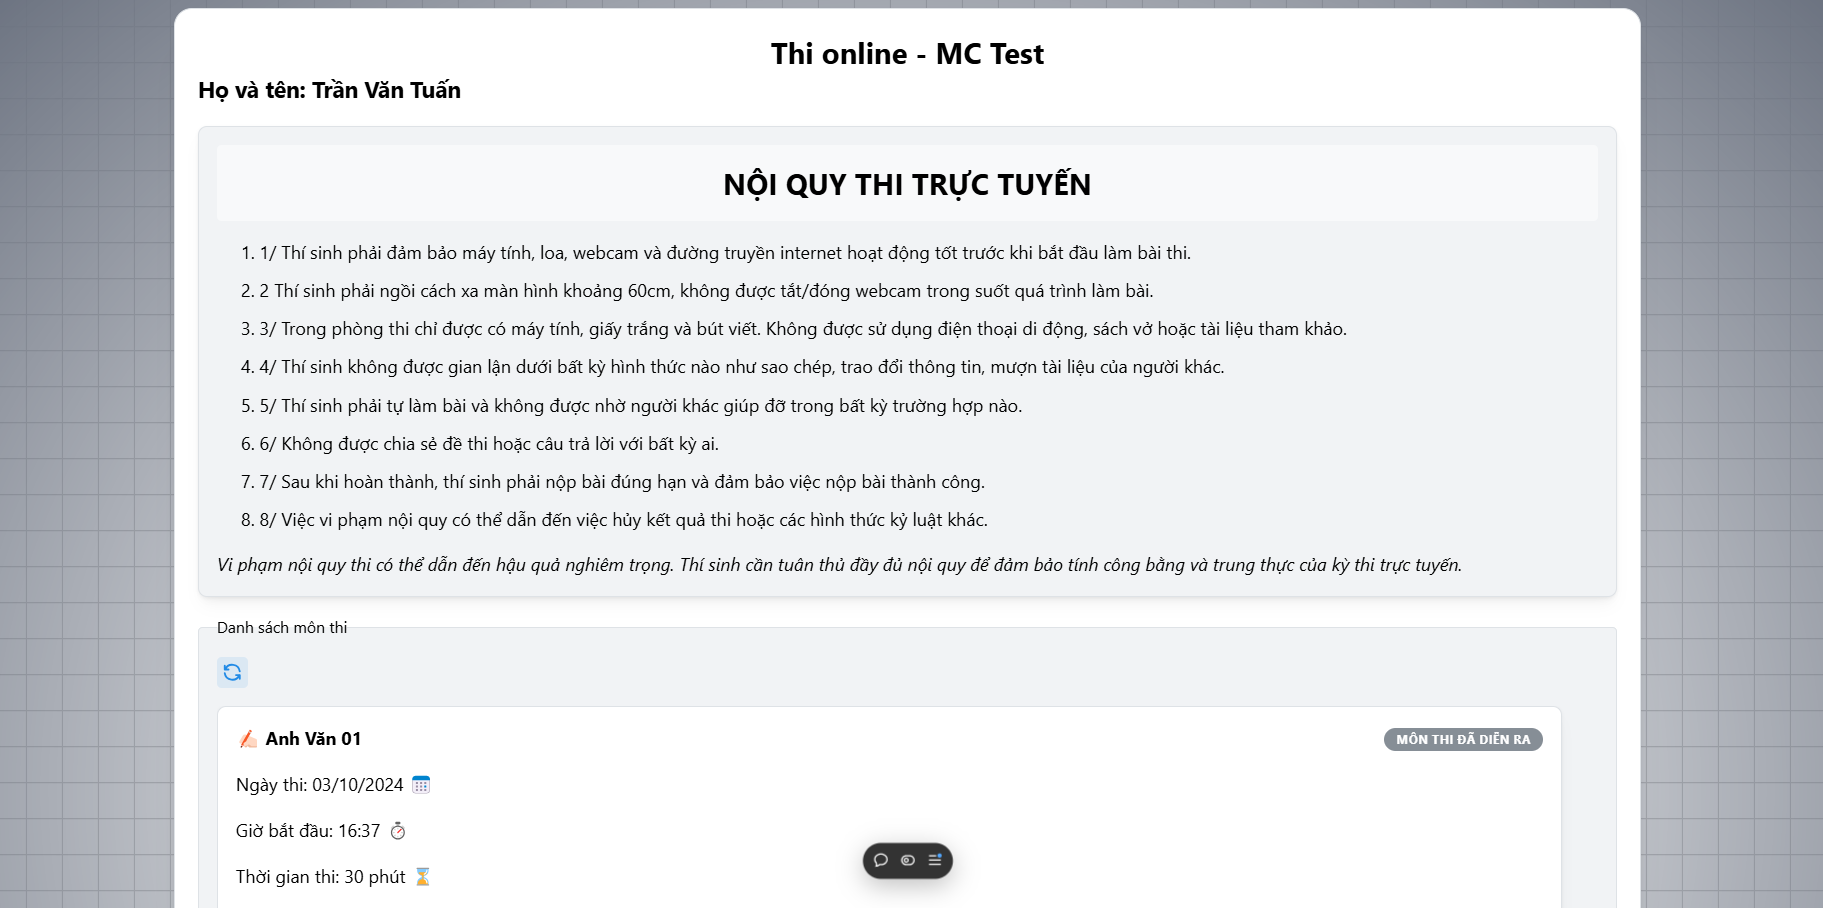 Thi online - MC Test
Họ và tên: Trần Văn Tuấn
NỘI QUY THI TRỰC TUYẾN
1. 1/ Thí sinh phải đảm bảo máy tính, loa, webcam và đường truyền internet hoạt động tốt trước khi bắt đầu làm bài thi.
2. 2 Thí sinh phải ngồi cách xa màn hình khoảng 60cm, không được tắt/đóng webcam trong suốt quá trình làm bài.
3. 3/ Trong phòng thi chỉ được có máy tính, giấy trắng và bút viết. Không được sử dụng điện thoại di động, sách vở hoặc tài liệu tham khảo.
4. 4/ Thí sinh không được gian lận dưới bất kỳ hình thức nào như sao chép, trao đổi thông tin, mượn tài liệu của người khác.
5. 5/ Thí sinh phải tự làm bài và không được nhờ người khác giúp đỡ trong bất kỳ trường hợp nào.
6. 6/ Không được chia sẻ đề thi hoặc câu trả lời với bất kỳ ai.
7. 7/ Sau khi hoàn thành, thí sinh phải nộp bài đúng hạn và đảm bảo việc nộp bài thành công.
8. 8/ Việc vi phạm nội quy có thể dẫn đến việc hủy kết quả thi hoặc các hình thức kỷ luật khác.
Vi phạm nội quy thi có thể dẫn đến hậu quả nghiêm trọng. Thí sinh cần tuân thủ đầy đủ nội quy để đảm bảo tính công bằng và trung thực của kỳ thi trực tuyến.
Danh sách môn thi
Anh Văn 01
MÔN THI ĐÃ DIỄN RA
Ngày thi: 03/10/2024
Giờ bắt đầu: 16:37
Thời gian thi: 30 phút